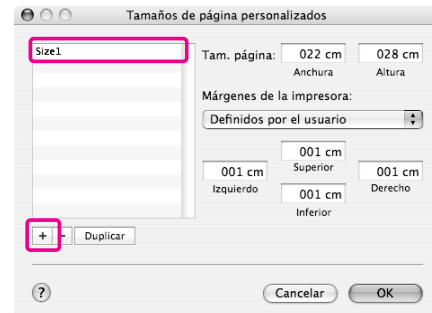 Tamaños de página personalizados
Size1
Tam. página: 022 cm 028 cm
Anchura Altura
Márgenes de la impresora:
Definidos por el usuario
001 cm
Superior
001 cm 001 cm
Izquierdo Derecho
001 cm
Inferior
+ - Duplicar
? Cancelar OK